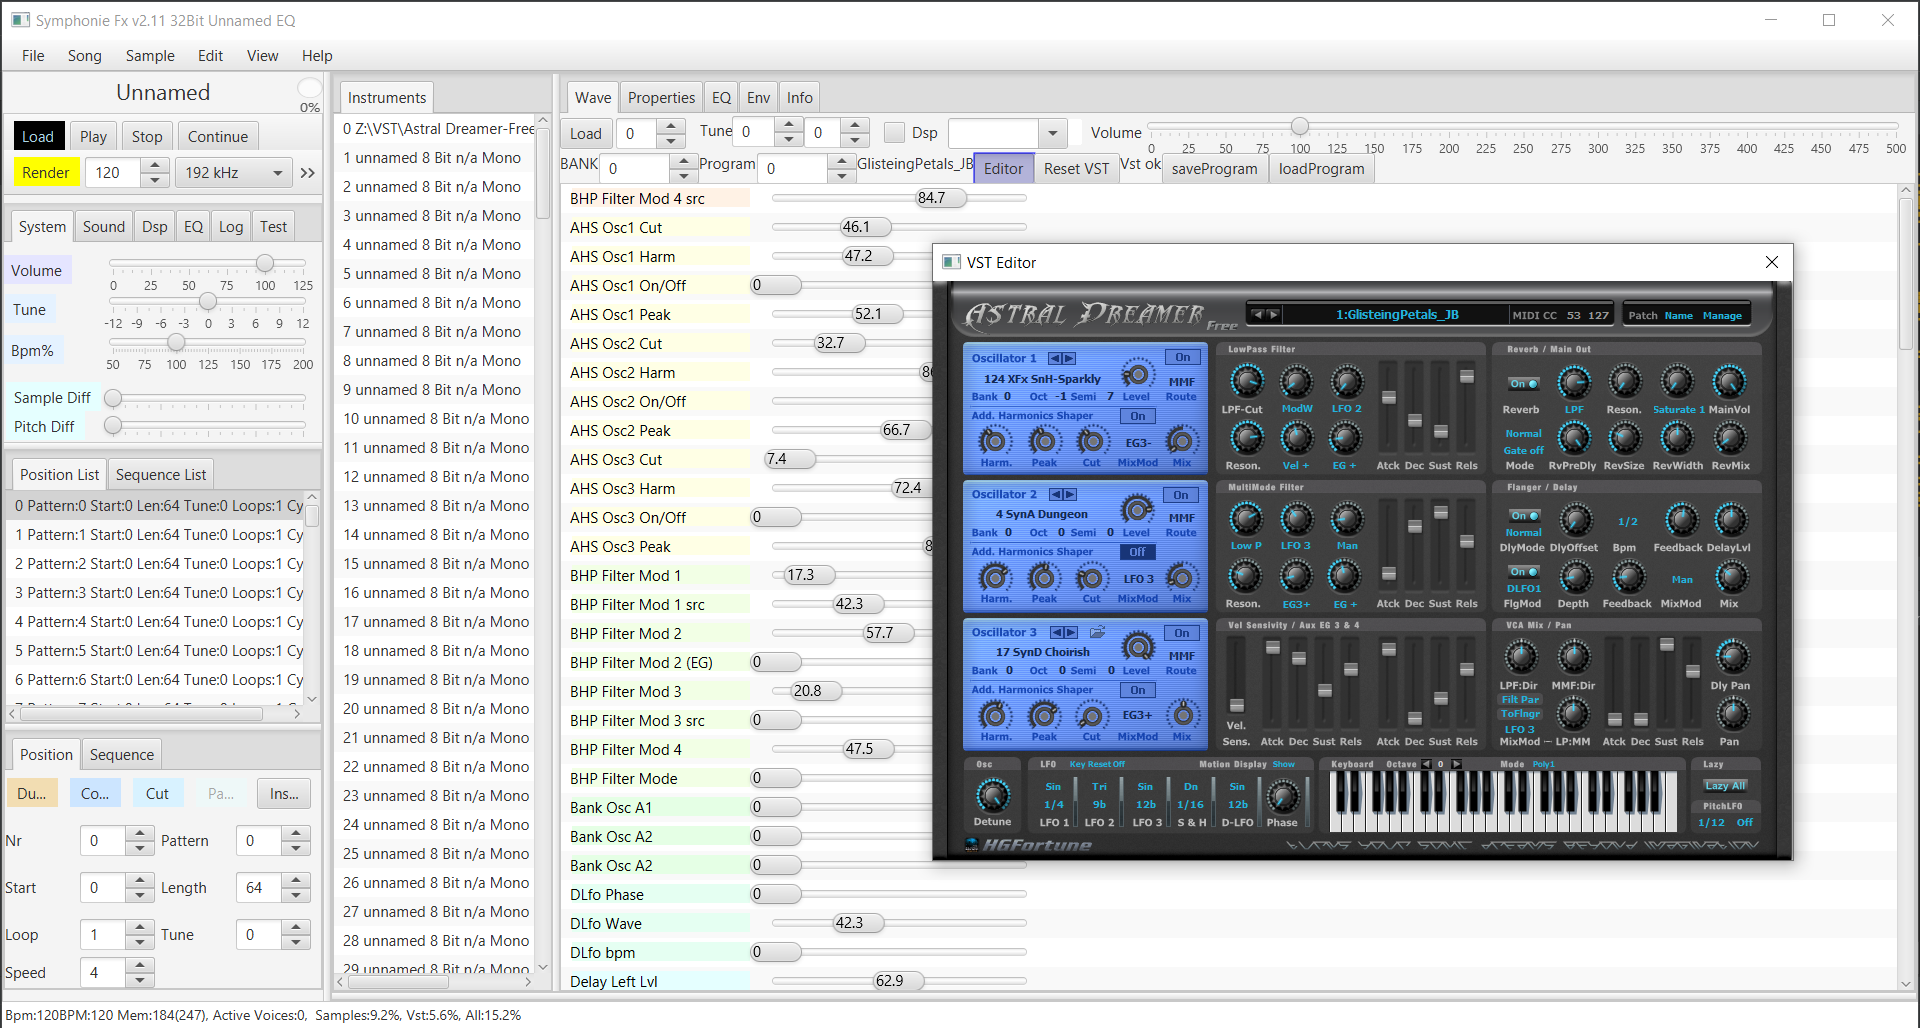 Symphonie Fx v2.11 32Bit Unnamed EQ
File Song Sample Edit View Help
Unnamed
0%
Load Play Stop Continue
Render 120 192 kHz >>
System Sound Dsp EQ Log Test
Volume
0 25 50 75 100 125
Tune
-12 -9 -6 -3 0 3 6 9 12
Bpm%
50 75 100 125 150 175 200
Sample Diff
Pitch Diff
Position List Sequence List
0 Pattern:0 Start:0 Len:64 Tune:0 Loops:1 Cy
1 Pattern:1 Start:0 Len:64 Tune:0 Loops:1 Cy
2 Pattern:2 Start:0 Len:64 Tune:0 Loops:1 Cy
3 Pattern:3 Start:0 Len:64 Tune:0 Loops:1 Cy
4 Pattern:4 Start:0 Len:64 Tune:0 Loops:1 Cy
5 Pattern:5 Start:0 Len:64 Tune:0 Loops:1 Cy
6 Pattern:6 Start:0 Len:64 Tune:0 Loops:1 Cy
Position Sequence
Du... Co... Cut Pa... Ins...
Nr 0 Pattern 0
Start 0 Length 64
Loop 1 Tune 0
Speed 4
Instruments
0 Z:\VST\Astral Dreamer-Free
1 unnamed 8 Bit n/a Mono
2 unnamed 8 Bit n/a Mono
3 unnamed 8 Bit n/a Mono
4 unnamed 8 Bit n/a Mono
5 unnamed 8 Bit n/a Mono
6 unnamed 8 Bit n/a Mono
7 unnamed 8 Bit n/a Mono
8 unnamed 8 Bit n/a Mono
9 unnamed 8 Bit n/a Mono
10 unnamed 8 Bit n/a Mono
11 unnamed 8 Bit n/a Mono
12 unnamed 8 Bit n/a Mono
13 unnamed 8 Bit n/a Mono
14 unnamed 8 Bit n/a Mono
15 unnamed 8 Bit n/a Mono
16 unnamed 8 Bit n/a Mono
17 unnamed 8 Bit n/a Mono
18 unnamed 8 Bit n/a Mono
19 unnamed 8 Bit n/a Mono
20 unnamed 8 Bit n/a Mono
21 unnamed 8 Bit n/a Mono
22 unnamed 8 Bit n/a Mono
23 unnamed 8 Bit n/a Mono
24 unnamed 8 Bit n/a Mono
25 unnamed 8 Bit n/a Mono
26 unnamed 8 Bit n/a Mono
27 unnamed 8 Bit n/a Mono
28 unnamed 8 Bit n/a Mono
29 unnamed 8 Bit n/a Mono
Wave Properties EQ Env Info
Load 0 Tune 0 0 Dsp Volume
0 25 50 75 100 125 150 175 200 225 250 275 300 325 350 375 400 425 450 475 500
BANK 0 Program 0 GlisteingPetals_JB Editor Reset VST Vst ok saveProgram loadProgram
BHP Filter Mod 4 src 84.7
AHS Osc1 Cut 46.1
AHS Osc1 Harm 47.2
AHS Osc1 On/Off 0
AHS Osc1 Peak 52.1
AHS Osc2 Cut 32.7
AHS Osc2 Harm
AHS Osc2 On/Off
AHS Osc2 Peak 66.7
AHS Osc3 Cut 7.4
AHS Osc3 Harm 72.4
AHS Osc3 On/Off 0
AHS Osc3 Peak
BHP Filter Mod 1 17.3
BHP Filter Mod 1 src 42.3
BHP Filter Mod 2 57.7
BHP Filter Mod 2 (EG) 0
BHP Filter Mod 3 20.8
BHP Filter Mod 3 src 0
BHP Filter Mod 4 47.5
BHP Filter Mode 0
Bank Osc A1 0
Bank Osc A2 0
Bank Osc A2 0
DLfo Phase 0
DLfo Wave 42.3
DLfo bpm 0
Delay Left Lvl 62.9
VST Editor
Astral Dreamer Free
1:GlisteingPetals_JB MIDI CC 53 127 Patch Name Manage
Oscillator 1 On
124 XFx SnH-Sparkly MMF
Bank 0 Oct -1 Semi 7 Level Route
Add. Harmonics Shaper On
EG3-
Harm. Peak Cut MixMod Mix
Oscillator 2 On
4 SynA Dungeon MMF
Bank 0 Oct 0 Semi 0 Level Route
Add. Harmonics Shaper Off
LFO 3
Harm. Peak Cut MixMod Mix
Oscillator 3 On
17 SynD Choirish MMF
Bank 0 Oct 0 Semi 0 Level Route
Add. Harmonics Shaper On
EG3+
Harm. Peak Cut MixMod Mix
LowPass Filter
LPF-Cut ModW LFO 2
Reson. Vel + EG + Atck Dec Sust Rels
MultiMode Filter
Low P LFO 3 Man
Reson. EG3+ EG + Atck Dec Sust Rels
Vel Sensivity / Aux EG 3 & 4
Vel.
Sens. Atck Dec Sust Rels Atck Dec Sust Rels
Reverb / Main Out
On
Reverb LPF Reson. Saturate 1 MainVol
Normal
Gate off
Mode RvPreDly RevSize RevWidth RevMix
Flanger / Delay
On 1/2
Normal
DlyMode DlyOffset Bpm Feedback DelayLvl
On
DLFO1 Man
FlgMod Depth Feedback MixMod Mix
VCA Mix / Pan
LPF:Dir MMF:Dir Dly Pan
Filt Par
ToFlngr
LFO 3
MixMod LP:MM Atck Dec Sust Rels Pan
Osc
Detune
LFO Key Reset Off Motion Display Show
Sin Tri Sin Dn Sin
1/4 9b 12b 1/16 12b
LFO 1 LFO 2 LFO 3 S & H D-LFO Phase
Keyboard Octave 0 Mode Poly1
Lazy
Lazy All
PitchLFO
1/12 Off
HGFortune
Bpm:120BPM:120 Mem:184(247), Active Voices:0, Samples:9.2%, Vst:5.6%, All:15.2%